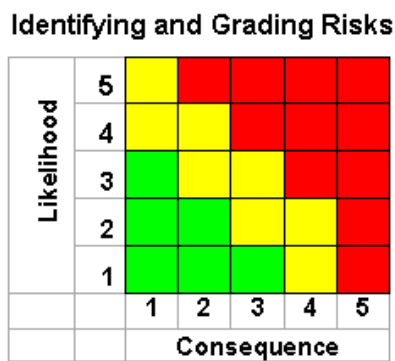 Identifying and Grading Risks
Likelihood
5
4
3
2
1
1 2 3 4 5
Consequence